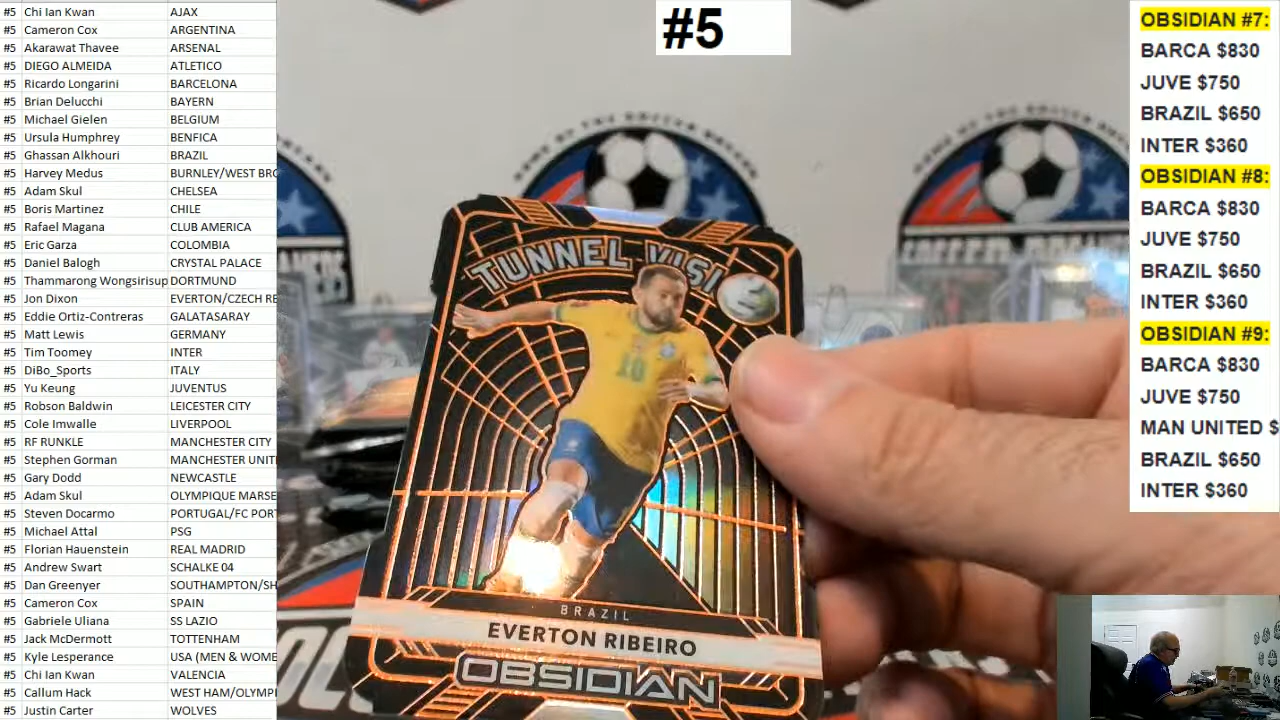 #5 Chi Ian Kwan AJAX
#5 Cameron Cox ARGENTINA
#5 Akarawat Thavee ARSENAL
#5 DIEGO ALMEIDA ATLETICO
#5 Ricardo Longarini BARCELONA
#5 Brian Delucchi BAYERN
#5 Michael Gielen BELGIUM
#5 Ursula Humphrey BENFICA
#5 Ghassan Alkhouri BRAZIL
#5 Harvey Medus BURNLEY/WEST BRO
#5 Adam Skul CHELSEA
#5 Boris Martinez CHILE
#5 Rafael Magana CLUB AMERICA
#5 Eric Garza COLOMBIA
#5 Daniel Balogh CRYSTAL PALACE
#5 Thammarong Wongsirisup DORTMUND
#5 Jon Dixon EVERTON/CZECH RE
#5 Eddie Ortiz-Contreras GALATASARAY
#5 Matt Lewis GERMANY
#5 Tim Toomey INTER
#5 DiBo_Sports ITALY
#5 Yu Keung JUVENTUS
#5 Robson Baldwin LEICESTER CITY
#5 Cole Imwalle LIVERPOOL
#5 RF RUNKLE MANCHESTER CITY
#5 Stephen Gorman MANCHESTER UNIT
#5 Gary Dodd NEWCASTLE
#5 Adam Skul OLYMPIQUE MARSE
#5 Steven Docarmo PORTUGAL/FC POR
#5 Michael Attal PSG
#5 Florian Hauenstein REAL MADRID
#5 Andrew Swart SCHALKE 04
#5 Dan Greenyer SOUTHAMPTON/SH
#5 Cameron Cox SPAIN
#5 Gabriele Uliana SS LAZIO
#5 Jack McDermott TOTTENHAM
#5 Kyle Lesperance USA (MEN & WOME
#5 Chi Ian Kwan VALENCIA
#5 Callum Hack WEST HAM/OLYMPI
#5 Justin Carter WOLVES
#5
TUNNEL VISI
10
BRAZIL
EVERTON RIBEIRO
OBSIDIAN
OBSIDIAN #7:
BARCA $830
JUVE $750
BRAZIL $650
INTER $360
OBSIDIAN #8:
BARCA $830
JUVE $750
BRAZIL $650
INTER $360
OBSIDIAN #9:
BARCA $830
JUVE $750
MAN UNITED $
BRAZIL $650
INTER $360